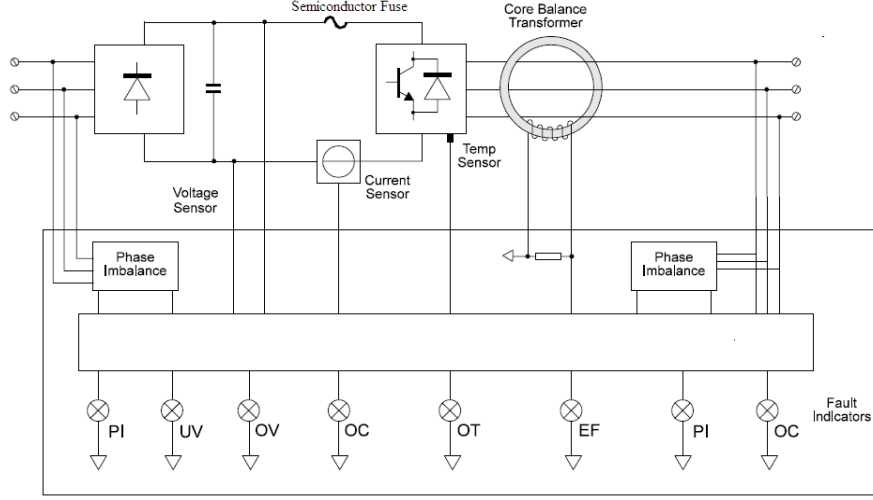 Semiconductor Fuse
Core Balance
Transformer
Temp
Sensor
Voltage
Sensor
Current
Sensor
Phase
Imbalance
Phase
Imbalance
PI
UV
OV
OC
OT
EF
PI
OC
Fault
Indicators